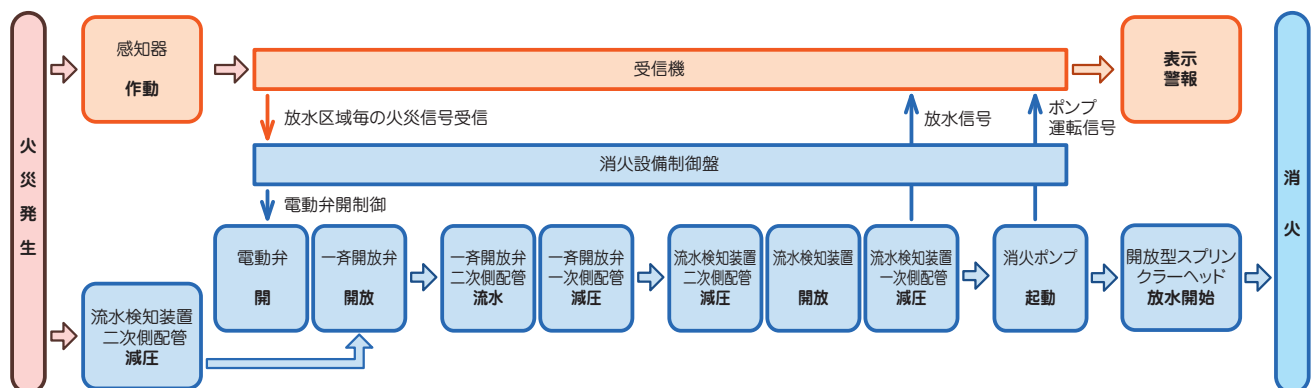 火災発生
感知器
作動
受信機
表示
警報
放水区域毎の火災信号受信
放水信号
ポンプ
運転信号
消火設備制御盤
電動弁開制御
電動弁
開
一斉開放弁
開放
一斉開放弁
二次側配管
流水
一斉開放弁
一次側配管
減圧
流水検知装置
二次側配管
減圧
流水検知装置
開放
流水検知装置
一次側配管
減圧
消火ポンプ
起動
開放型スプリン
クラーヘッド
放水開始
流水検知装置
二次側配管
減圧
消火